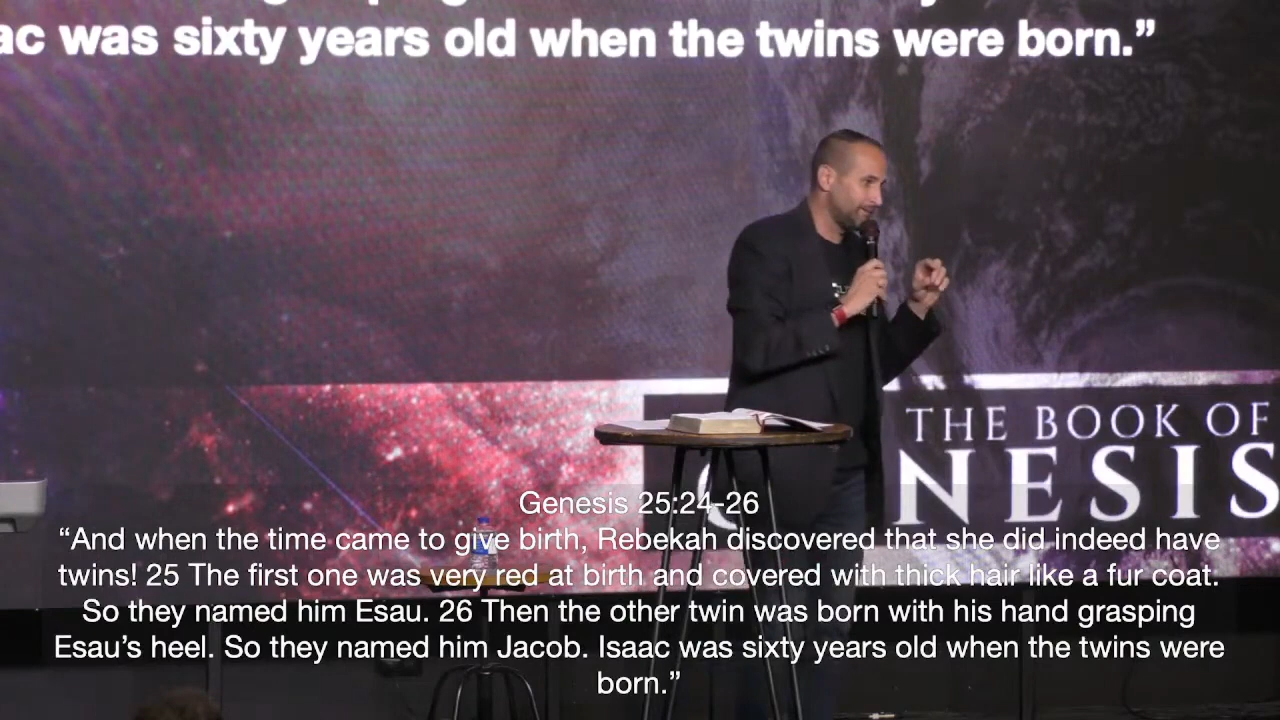 ac was sixty years old when the twins were born.”
THE BOOK OF
NESIS
Genesis 25:24-26
“And when the time came to give birth, Rebekah discovered that she did indeed have
twins! 25 The first one was very red at birth and covered with thick hair like a fur coat:
So they named him Esau. 26 Then the other twin was born with his hand grasping
Esau’s heel. So they named him Jacob. Isaac was sixty years old when the twins were
born.”